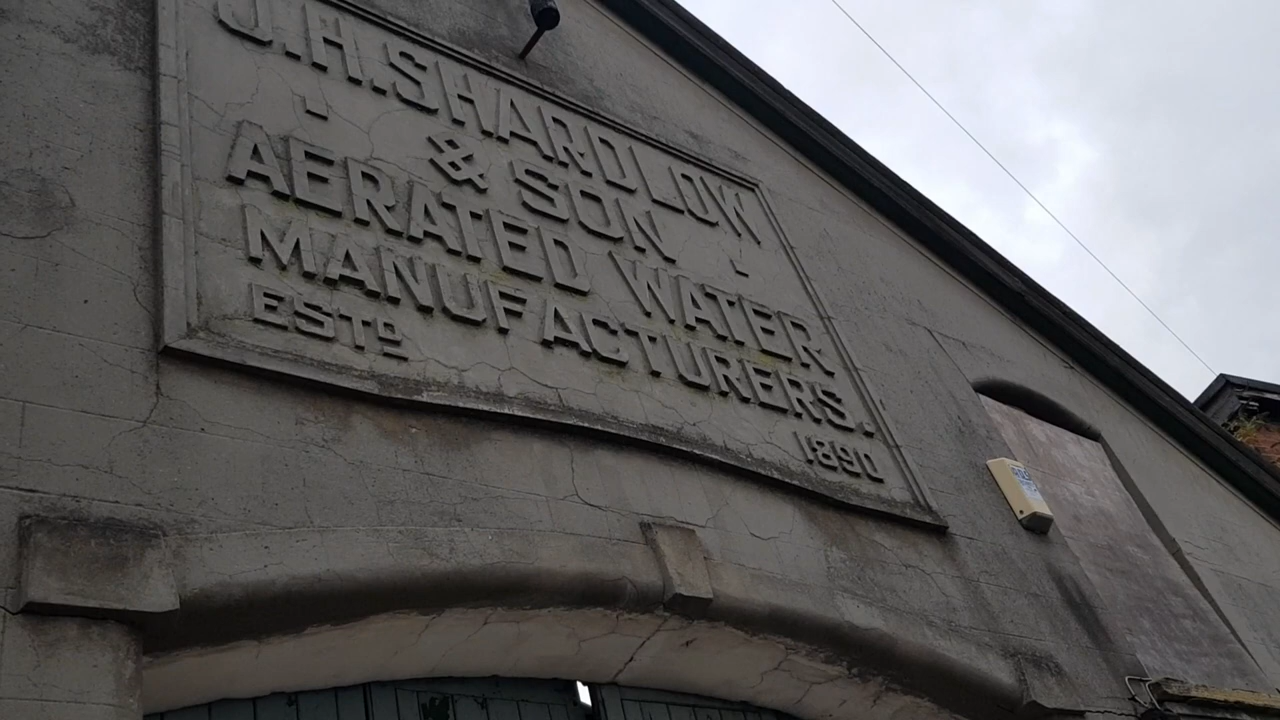 J.H.SHARDLOW
& SON
AERATED WATER
MANUFACTURERS.
ESTD 1890